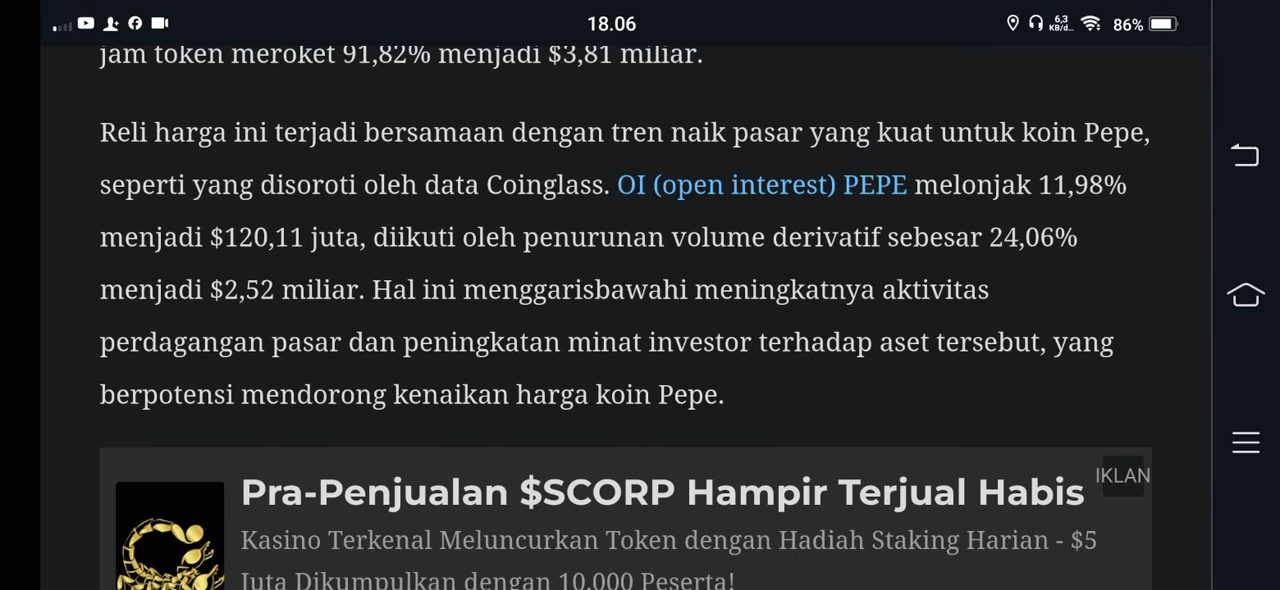 18.06
6,3
KB/d...
86%
jam token meroket 91,82% menjadi $3,81 miliar.
Reli harga ini terjadi bersamaan dengan tren naik pasar yang kuat untuk koin Pepe,
seperti yang disoroti oleh data Coinglass. OI (open interest) PEPE melonjak 11,98%
menjadi $120,11 juta, diikuti oleh penurunan volume derivatif sebesar 24,06%
menjadi $2,52 miliar. Hal ini menggarisbawahi meningkatnya aktivitas
perdagangan pasar dan peningkatan minat investor terhadap aset tersebut, yang
berpotensi mendorong kenaikan harga koin Pepe.
IKLAN
Pra-Penjualan $SCORP Hampir Terjual Habis
Kasino Terkenal Meluncurkan Token dengan Hadiah Staking Harian - $5
Juta Dikumpulkan dengan 10.000 Peserta!